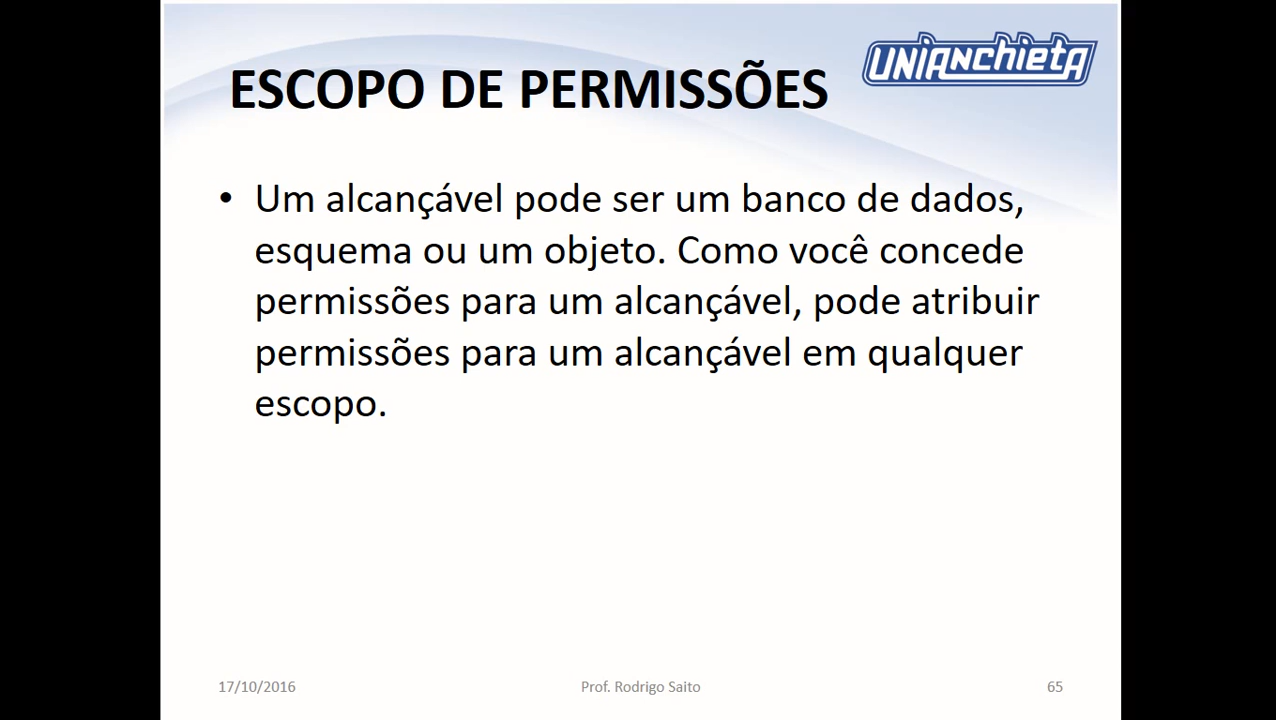 UNIANCHIETA
ESCOPO DE PERMISSÕES
• Um alcançável pode ser um banco de dados,
esquema ou um objeto. Como você concede
permissões para um alcançável, pode atribuir
permissões para um alcançável em qualquer
escopo.
17/10/2016
Prof. Rodrigo Saito
65